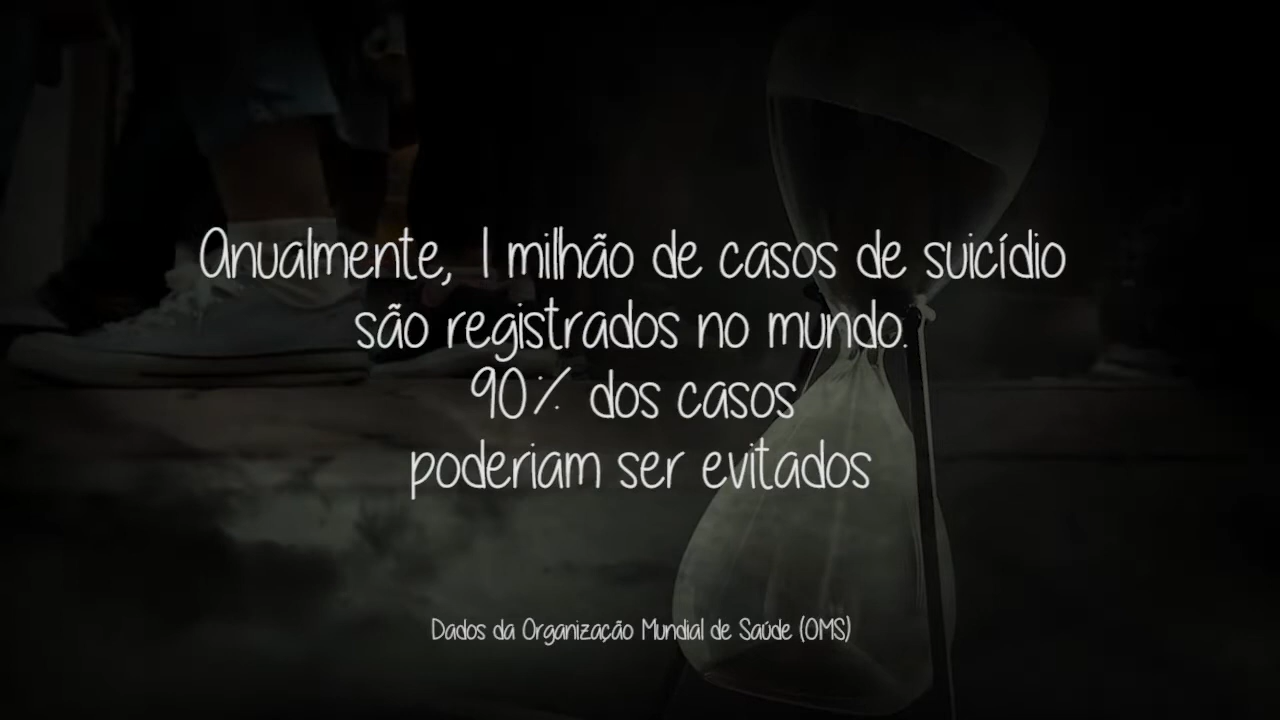 Anualmente, 1 milhão de casos de suicídio
são registrados no mundo.
90% dos casos
poderiam ser evitados
Dados da Organização Mundial de Saúde (OMS)